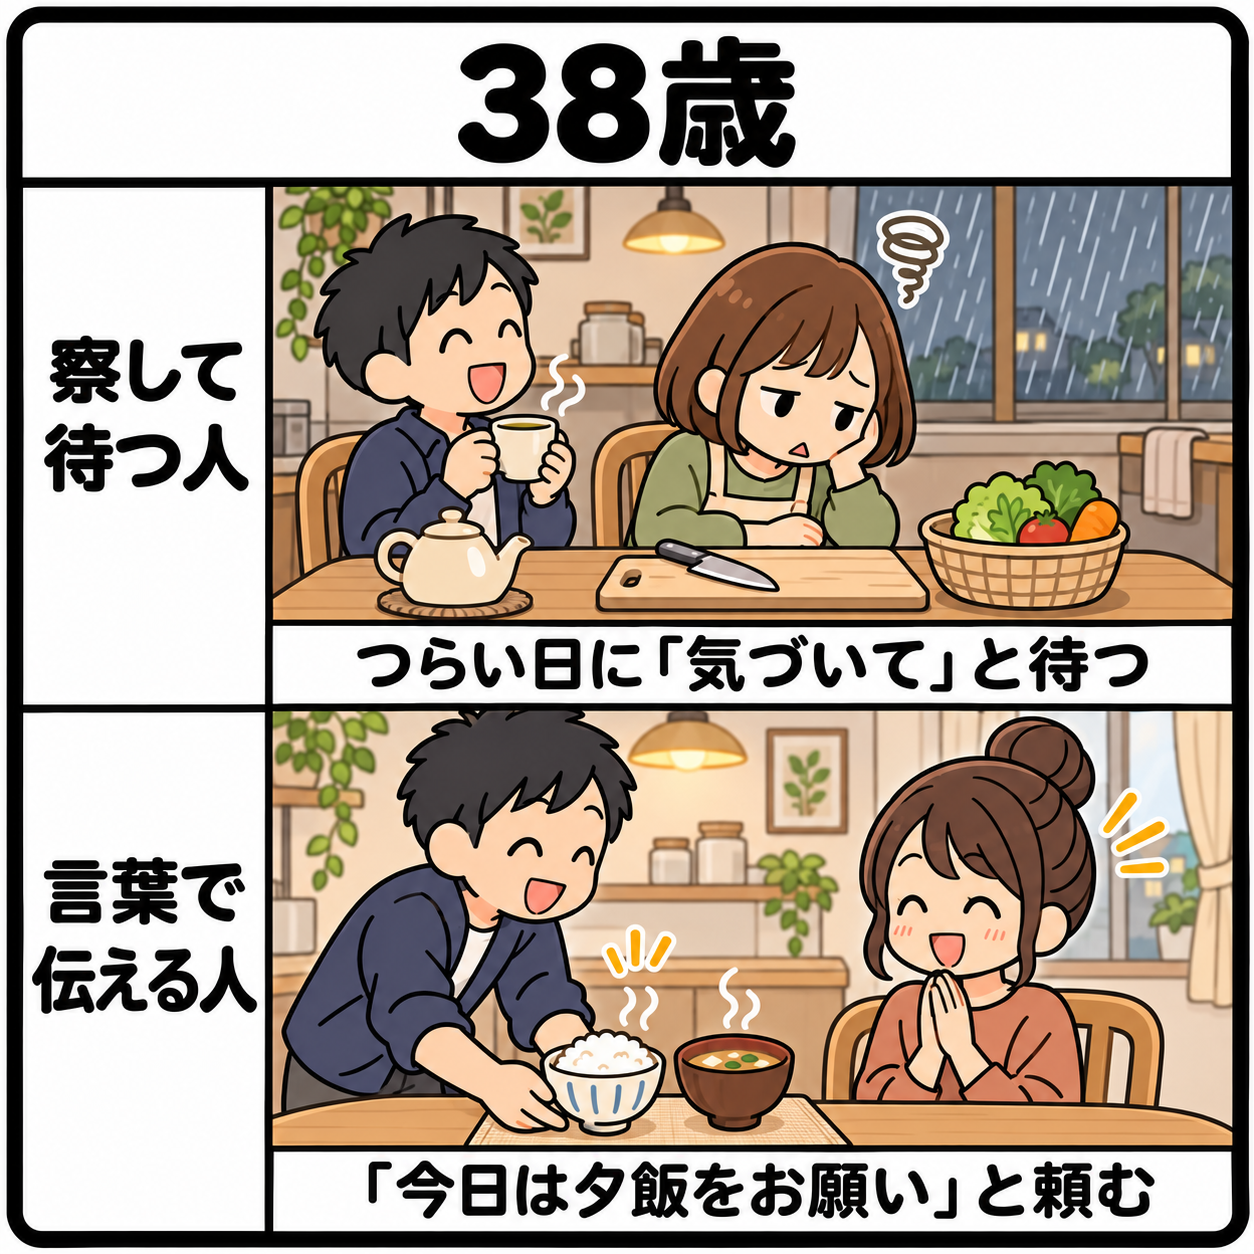 38歳
察して
待つ人
つらい日に「気づいて」と待つ
言葉で
伝える人
「今日は夕飯をお願い」と頼む